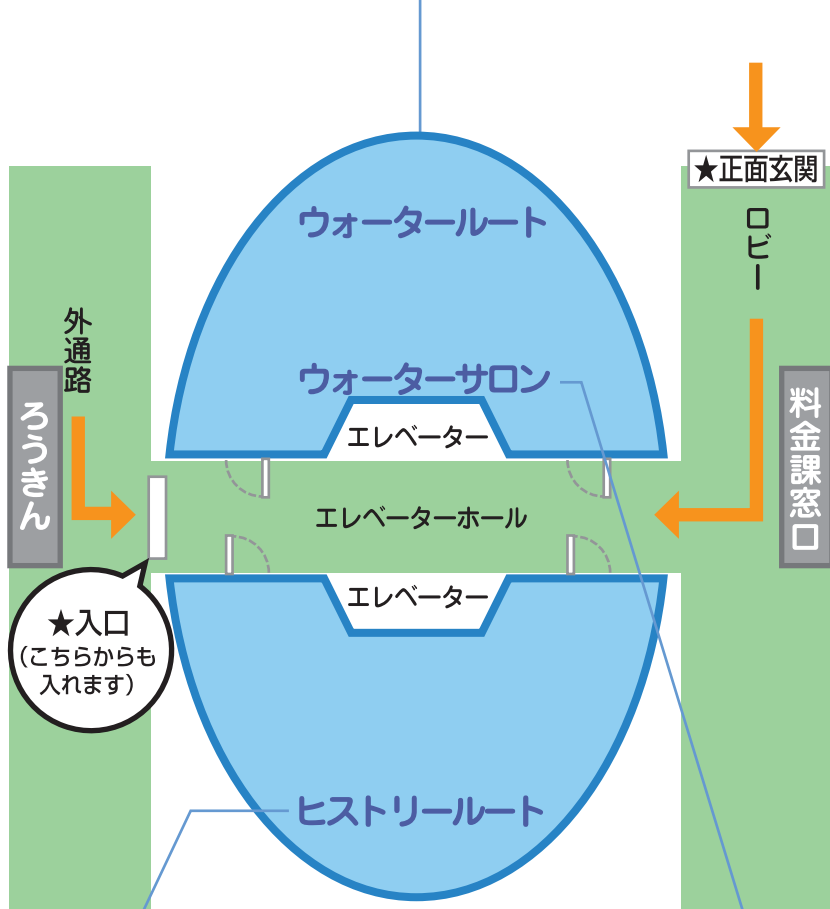 ★正面玄関
ロビー
ウォータールート
外通路
ウォーターサロン
ろうきん
料金課窓口
エレベーター
エレベーターホール
エレベーター
★入口
(こちらからも
入れます)
ヒストリールート